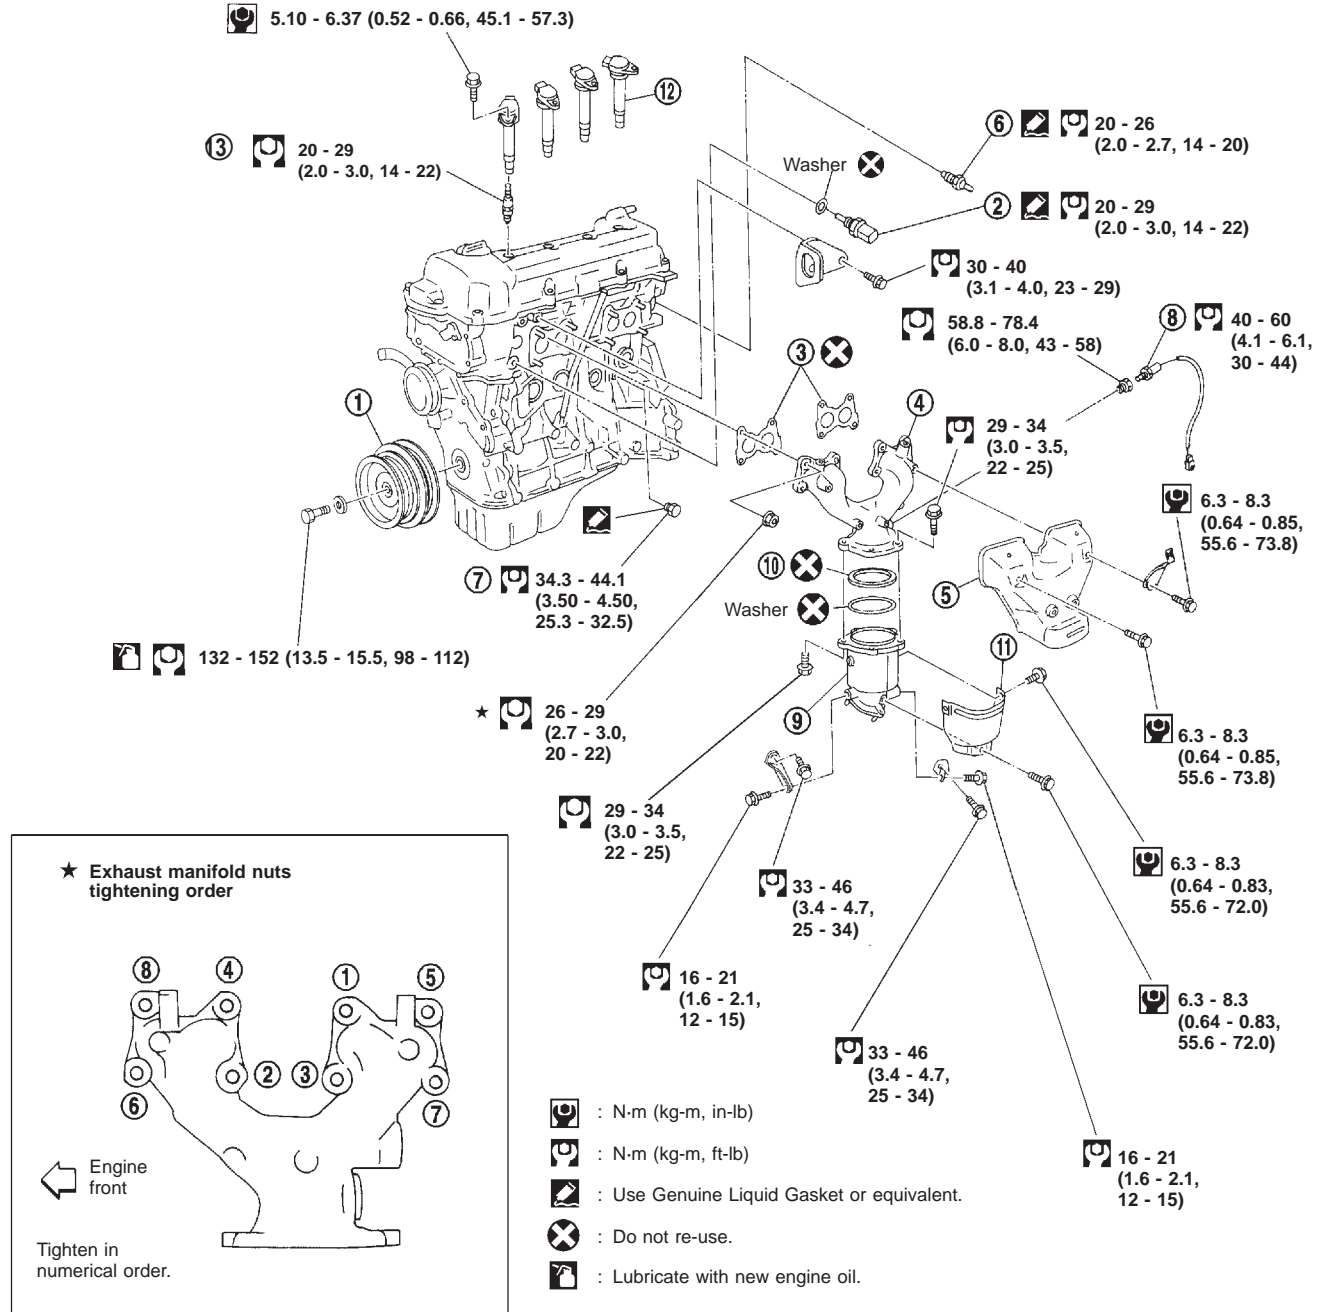 5.10 - 6.37 (0.52 - 0.66, 45.1 - 57.3)
12
13
20 - 29
(2.0 - 3.0, 14 - 22)
6
20 - 26
(2.0 - 2.7, 14 - 20)
Washer
2
20 - 29
(2.0 - 3.0, 14 - 22)
30 - 40
(3.1 - 4.0, 23 - 29)
58.8 - 78.4
(6.0 - 8.0, 43 - 58)
8
40 - 60
(4.1 - 6.1,
30 - 44)
3
1
4
29 - 34
(3.0 - 3.5,
22 - 25)
6.3 - 8.3
(0.64 - 0.85,
55.6 - 73.8)
7
34.3 - 44.1
(3.50 - 4.50,
25.3 - 32.5)
10
Washer
5
132 - 152 (13.5 - 15.5, 98 - 112)
11
★ 26 - 29
(2.7 - 3.0,
20 - 22)
9
6.3 - 8.3
(0.64 - 0.85,
55.6 - 73.8)
29 - 34
(3.0 - 3.5,
22 - 25)
6.3 - 8.3
(0.64 - 0.83,
55.6 - 72.0)
33 - 46
(3.4 - 4.7,
25 - 34)
16 - 21
(1.6 - 2.1,
12 - 15)
6.3 - 8.3
(0.64 - 0.83,
55.6 - 72.0)
33 - 46
(3.4 - 4.7,
25 - 34)
16 - 21
(1.6 - 2.1,
12 - 15)
★ Exhaust manifold nuts
tightening order
8 4 1 5
6 2 3 7
Engine
front
Tighten in
numerical order.
: N·m (kg-m, in-lb)
: N·m (kg-m, ft-lb)
: Use Genuine Liquid Gasket or equivalent.
: Do not re-use.
: Lubricate with new engine oil.